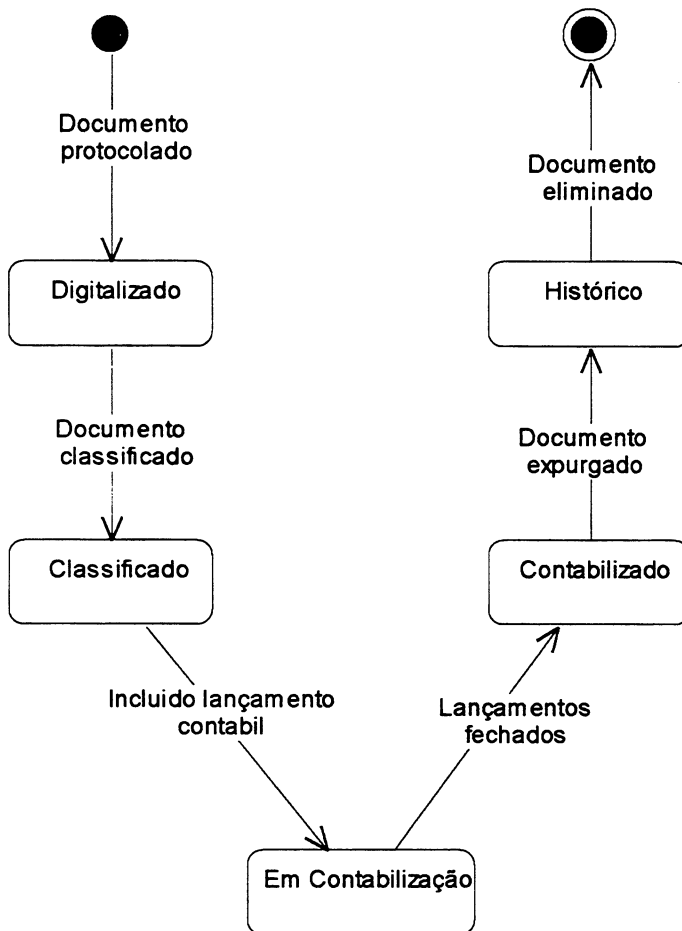 Documento
protocolado
Digitalizado
Documento
classificado
Classificado
Incluido lançamento
contabil
Em Contabilização
Lançamentos
fechados
Contabilizado
Documento
expurgado
Histórico
Documento
eliminado